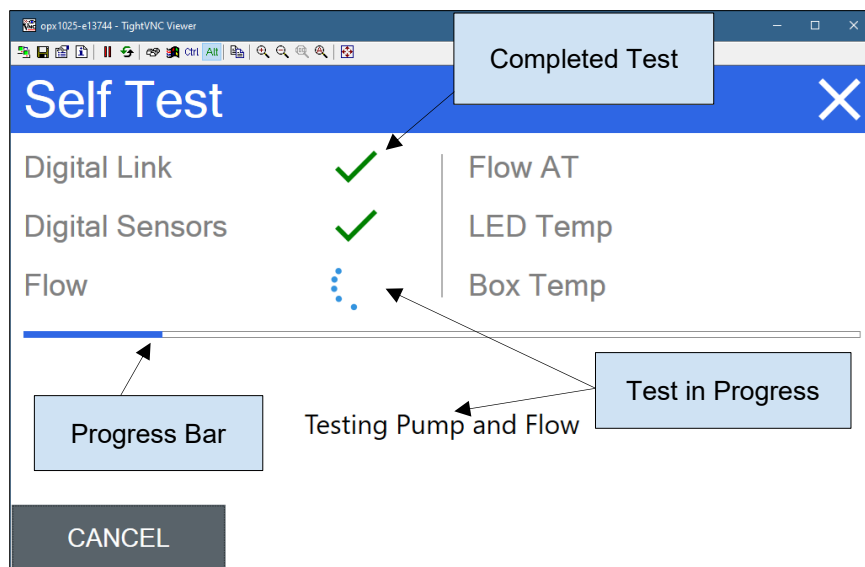 opx1025-e13744 - TightVNC Viewer
Ctrl Alt
Completed Test
Self Test
Digital Link
Flow AT
Digital Sensors
LED Temp
Flow
Box Temp
Test in Progress
Progress Bar
Testing Pump and Flow
CANCEL